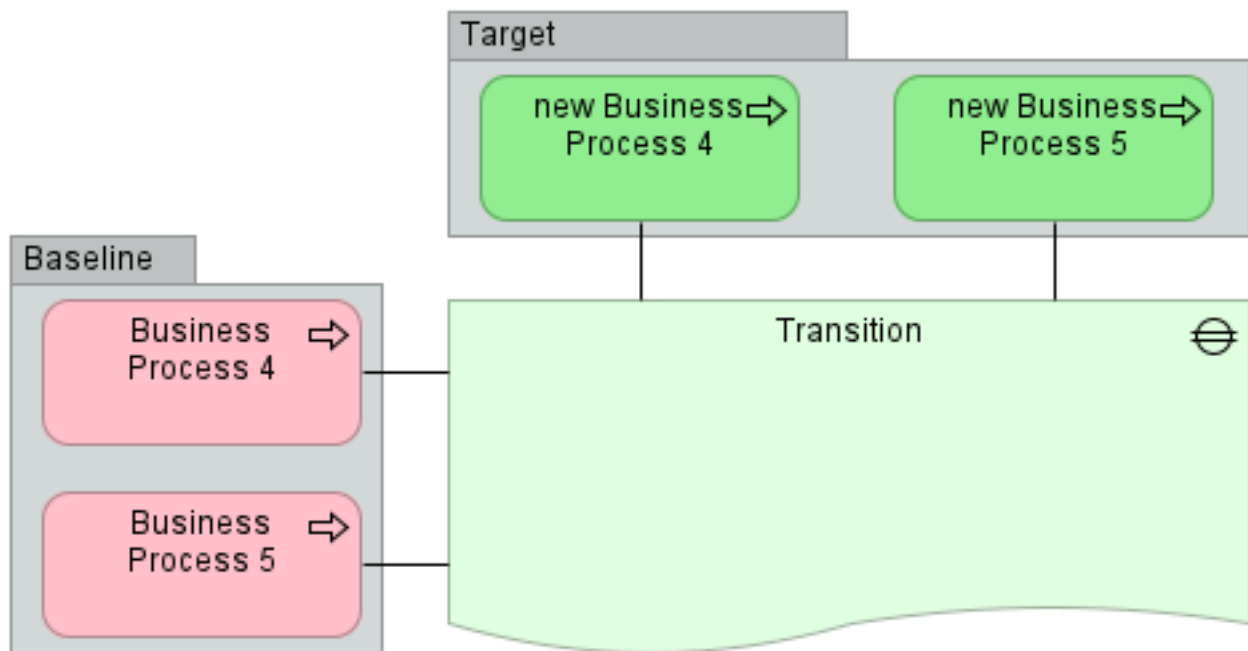 Target
new Business
Process 4
new Business
Process 5
Baseline
Business
Process 4
Transition
Business
Process 5